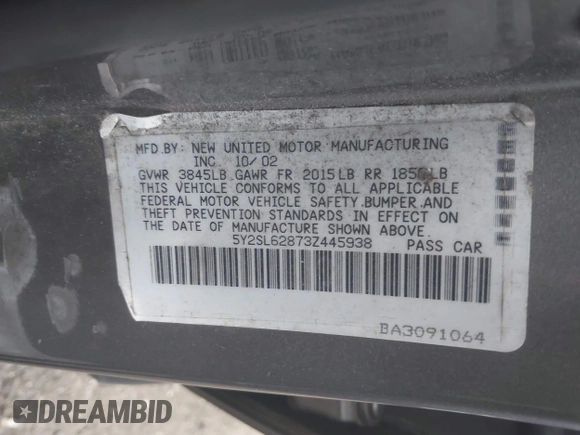 MFD.BY: NEW UNITED MOTOR MANUFACTURING
INC. 10/02
GVWR 3845LB GAWR FR 2015LB RR LB
THIS VEHICLE CONFORMS TO ALL APPLICABLE
FEDERAL MOTOR VEHICLE SAFETY.BUMPER.AND
THEFT PREVENTION STANDARDS IN EFFECT ON
THE DATE OF MANUFACTURE SHOWN ABOVE.
5Y2SL62873Z445938 PASS CAR
BA3091064
DREAMBID